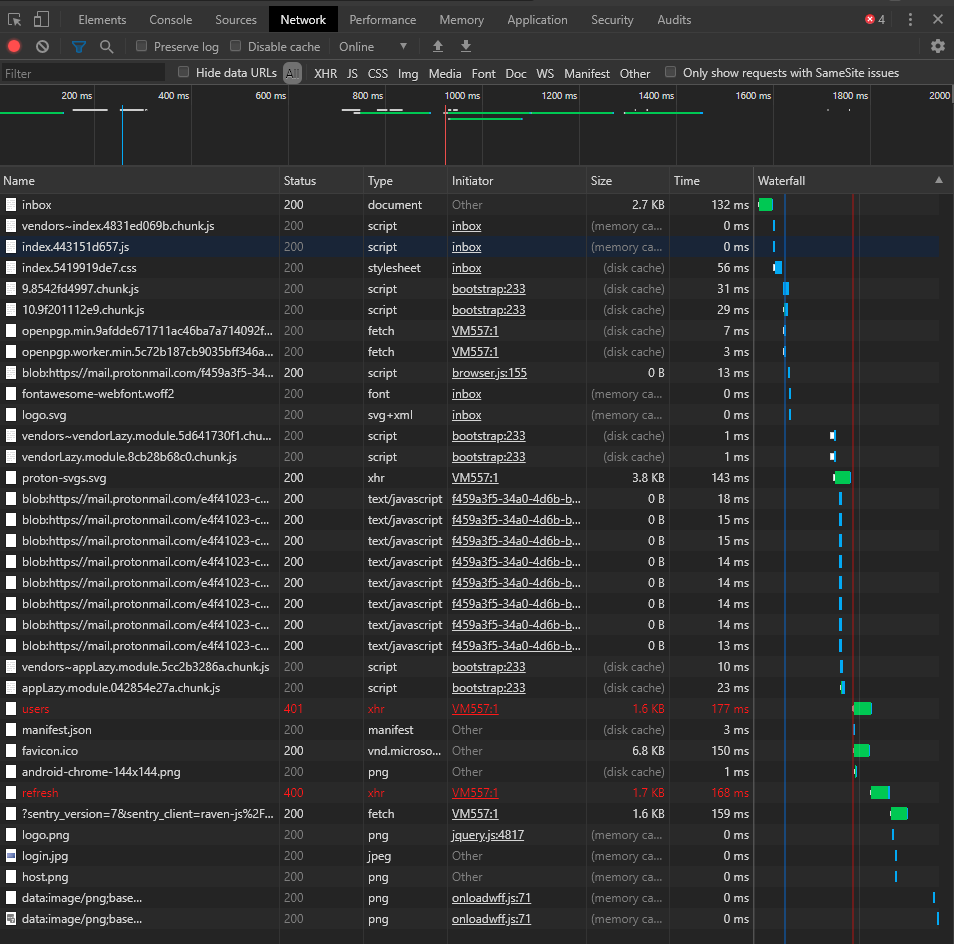 Elements Console Sources Network Performance Memory Application Security Audits 4
Preserve log Disable cache Online
Filter Hide data URLs All XHR JS CSS Img Media Font Doc WS Manifest Other Only show requests with SameSite issues
200 ms 400 ms 600 ms 800 ms 1000 ms 1200 ms 1400 ms 1600 ms 1800 ms 2000
Name Status Type Initiator Size Time Waterfall
inbox 200 document Other 2.7 KB 132 ms
vendors~index.4831ed069b.chunk.js 200 script inbox (memory ca... 0 ms
index.443151d657.js 200 script inbox (memory ca... 0 ms
index.5419919de7.css 200 stylesheet inbox (disk cache) 56 ms
9.8542fd4997.chunk.js 200 script bootstrap:233 (disk cache) 31 ms
10.9f201112e9.chunk.js 200 script bootstrap:233 (disk cache) 29 ms
openpgp.min.9afdde671711ac46ba7a714092f... 200 fetch VM557:1 (disk cache) 7 ms
openpgp.worker.min.5c72b187cb9035bff346a... 200 fetch VM557:1 (disk cache) 3 ms
blob:https://mail.protonmail.com/f459a3f5-34... 200 script browser.js:155 0 B 13 ms
fontawesome-webfont.woff2 200 font inbox (memory ca... 0 ms
logo.svg 200 svg+xml inbox (memory ca... 0 ms
vendors~vendorLazy.module.5d641730f1.chu... 200 script bootstrap:233 (disk cache) 1 ms
vendorLazy.module.8cb28b68c0.chunk.js 200 script bootstrap:233 (disk cache) 1 ms
proton-svgs.svg 200 xhr VM557:1 3.8 KB 143 ms
blob:https://mail.protonmail.com/e4f41023-c... 200 text/javascript f459a3f5-34a0-4d6b-b... 0 B 18 ms
blob:https://mail.protonmail.com/e4f41023-c... 200 text/javascript f459a3f5-34a0-4d6b-b... 0 B 15 ms
blob:https://mail.protonmail.com/e4f41023-c... 200 text/javascript f459a3f5-34a0-4d6b-b... 0 B 15 ms
blob:https://mail.protonmail.com/e4f41023-c... 200 text/javascript f459a3f5-34a0-4d6b-b... 0 B 14 ms
blob:https://mail.protonmail.com/e4f41023-c... 200 text/javascript f459a3f5-34a0-4d6b-b... 0 B 14 ms
blob:https://mail.protonmail.com/e4f41023-c... 200 text/javascript f459a3f5-34a0-4d6b-b... 0 B 14 ms
blob:https://mail.protonmail.com/e4f41023-c... 200 text/javascript f459a3f5-34a0-4d6b-b... 0 B 14 ms
blob:https://mail.protonmail.com/e4f41023-c... 200 text/javascript f459a3f5-34a0-4d6b-b... 0 B 13 ms
vendors~appLazy.module.5cc2b3286a.chunk.js 200 script bootstrap:233 (disk cache) 10 ms
appLazy.module.042854e27a.chunk.js 200 script bootstrap:233 (disk cache) 23 ms
users 401 xhr VM557:1 1.6 KB 177 ms
manifest.json 200 manifest Other (disk cache) 3 ms
favicon.ico 200 vnd.microso... Other 6.8 KB 150 ms
android-chrome-144x144.png 200 png Other (disk cache) 1 ms
refresh 400 xhr VM557:1 1.7 KB 168 ms
?sentry_version=7&sentry_client=raven-js%2F... 200 fetch VM557:1 1.6 KB 159 ms
logo.png 200 png jquery.js:4817 (memory ca... 0 ms
login.jpg 200 jpeg Other (memory ca... 0 ms
host.png 200 png Other (memory ca... 0 ms
data:image/png;base... 200 png onloadwff.js:71 (memory ca... 0 ms
data:image/png;base... 200 png onloadwff.js:71 (memory ca... 0 ms